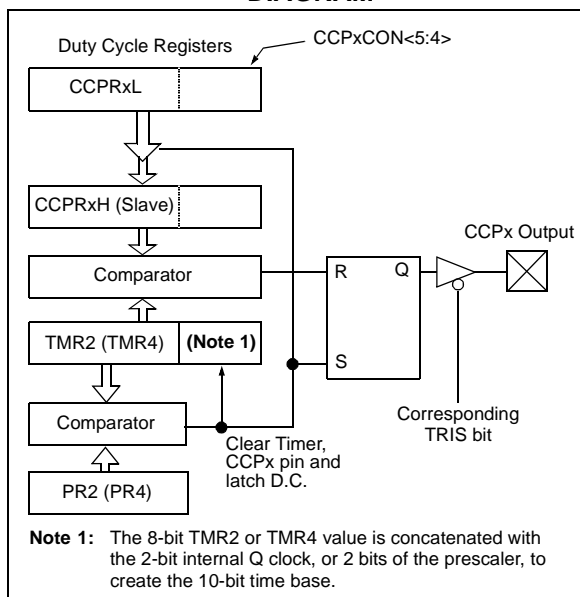 Duty Cycle Registers
CCPxCON<5:4>
CCPRxL
CCPRxH (Slave)
CCPx Output
Comparator
R
Q
TMR2 (TMR4)
(Note 1)
S
Comparator
Clear Timer,
CCPx pin and
latch D.C.
Corresponding
TRIS bit
PR2 (PR4)
Note 1: The 8-bit TMR2 or TMR4 value is concatenated with
the 2-bit internal Q clock, or 2 bits of the prescaler, to
create the 10-bit time base.